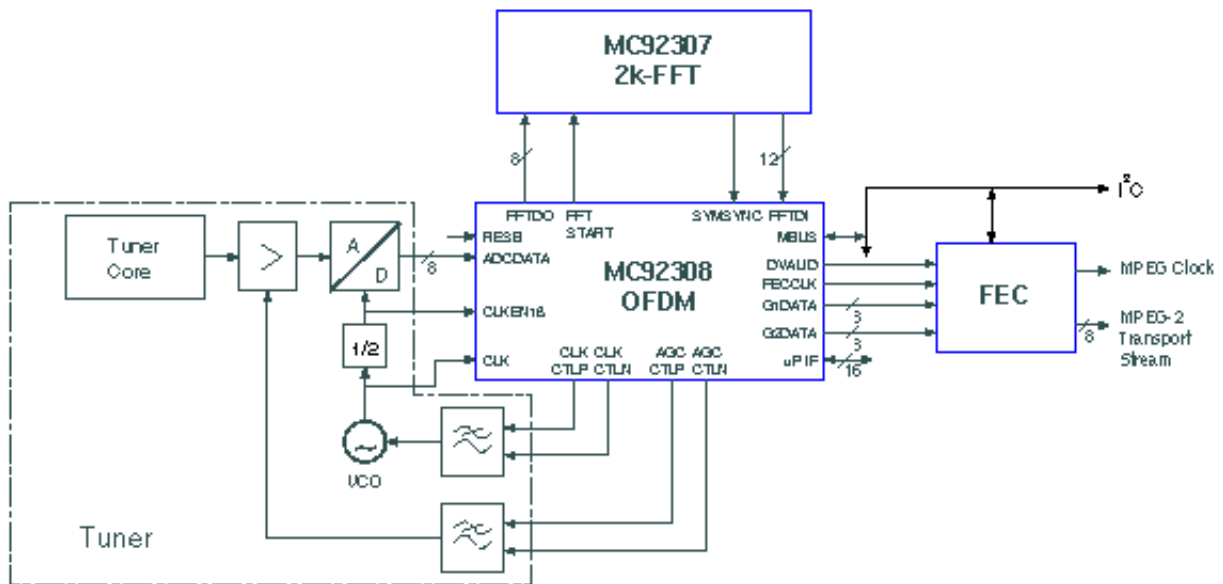 MC92307
2k-FFT
8
12
I²C
FFTDO
FFT
START
SYMSYNC
FFTDI
RESB
MBUS
Tuner
Core
>
A
D
8
ADCDATA
MC92308
OFDM
DVALID
FECCLK
G1DATA
3
G2DATA
3
FEC
MPEG Clock
MPEG-2
Transport
Stream
8
CLKEN18
1/2
CLK
CLK
CTLP
CLK
CTLN
AGC
CTLP
AGC
CTLN
uPIF
16
VCO
Tuner